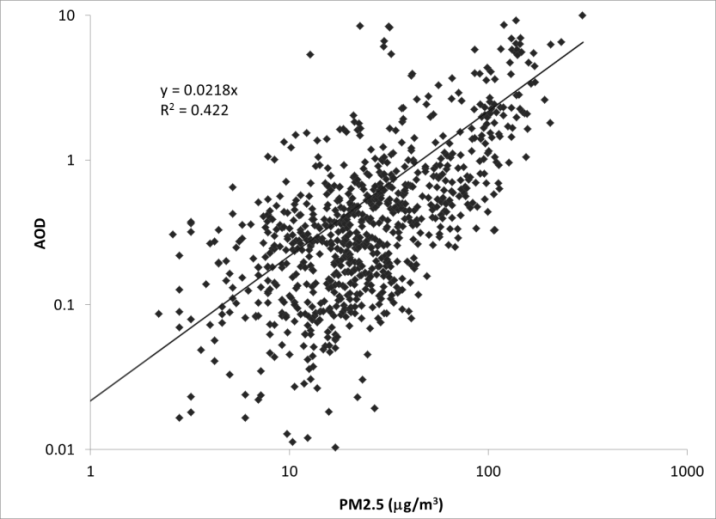 10
y = 0.0218x
R² = 0.422
1
AOD
0.1
0.01
1 10 100 1000
PM2.5 (μg/m³)